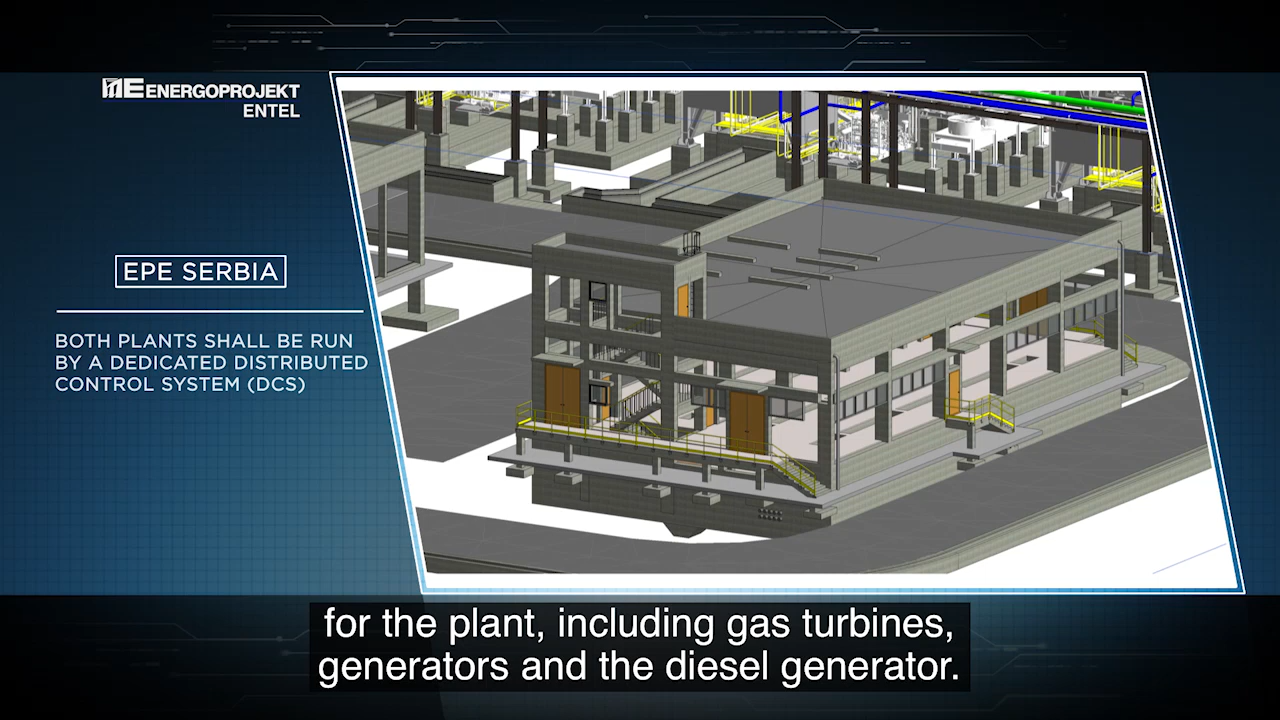 ENERGOPROJEKT
ENTEL
EPE SERBIA
BOTH PLANTS SHALL BE RUN
BY A DEDICATED DISTRIBUTED
CONTROL SYSTEM (DCS)
for the plant, including gas turbines,
generators and the diesel generator.